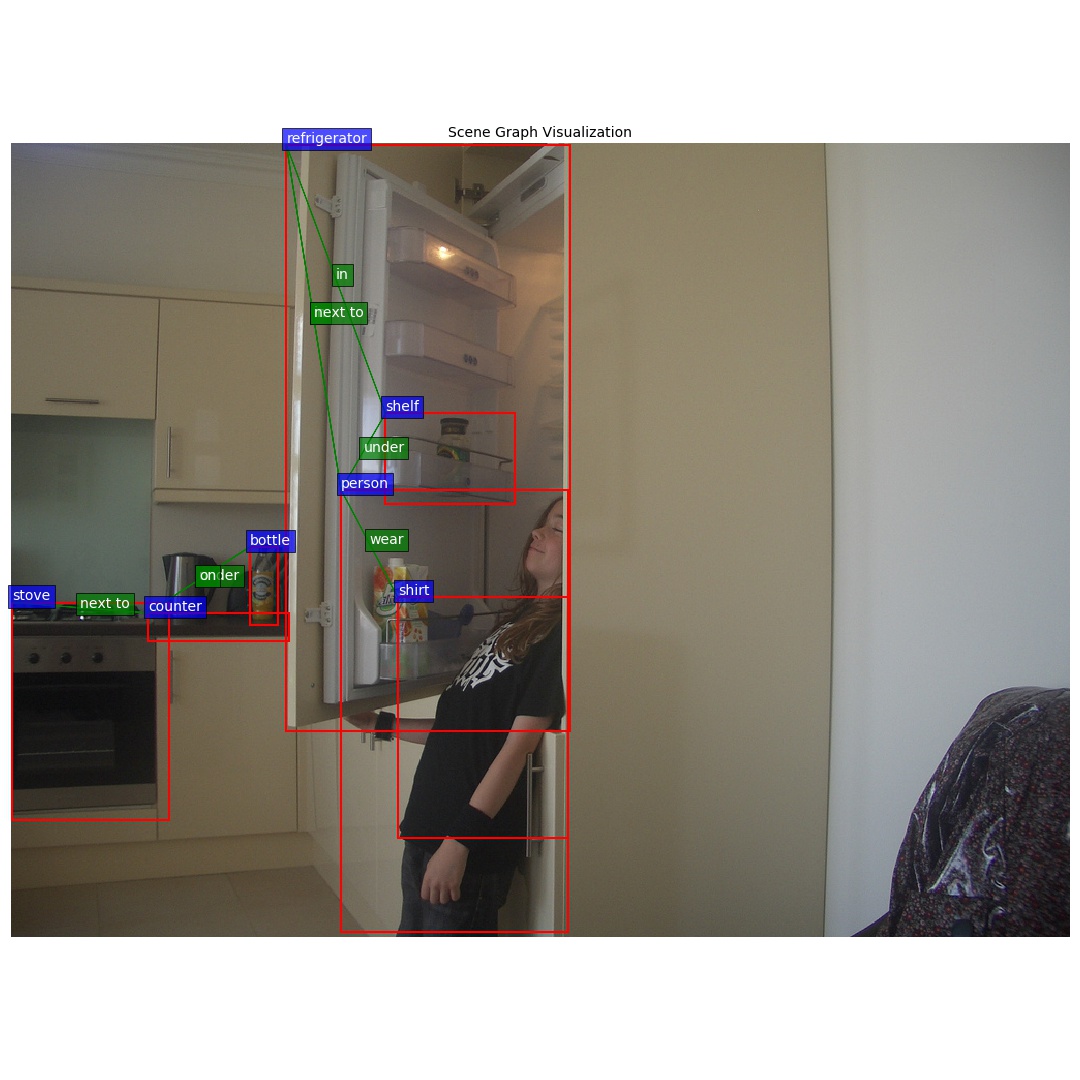 Scene Graph Visualization
refrigerator
in
next to
shelf
under
person
wear
bottle
on
der
shirt
stove
next to
counter